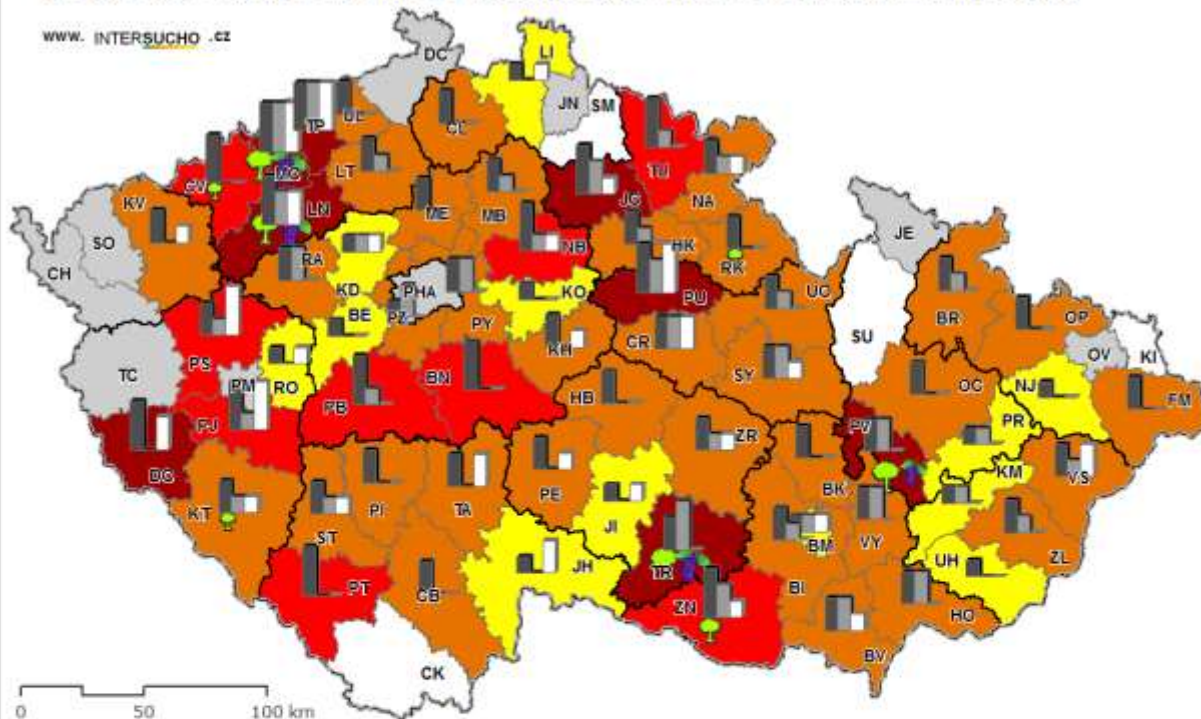 www. INTERSUCHO .cz
DC
LI
JN
SM
TP
UL
CL
TU
MO
CV
LT
JC
NA
LN
ME
MB
KV
SO
CH
RA
NB
HK
RK
JE
KD
PHA
KO
PU
UO
BE
PZ
PY
KH
CR
SU
BR
OP
OV
KI
TC
PS
RO
PM
PB
BN
HB
SY
OC
NJ
FM
PJ
DO
ZR
PV
PR
KT
PI
TA
PE
JI
BK
KM
VS
ST
BM
VY
ZL
PT
CB
JH
TR
BI
UH
ZN
HO
BV
CK
0 50 100 km